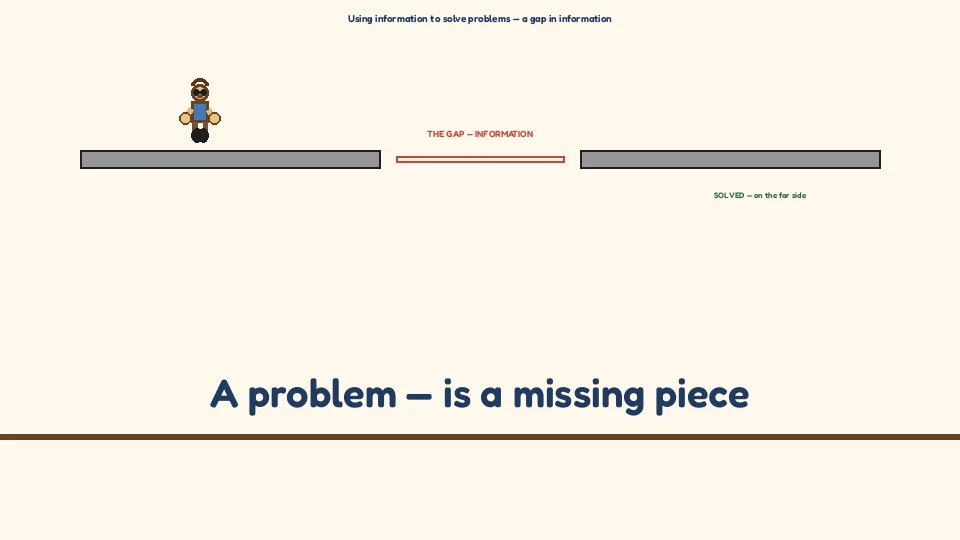 Using information to solve problems — a gap in information
THE GAP — INFORMATION
SOLVED — on the far side
A problem — is a missing piece